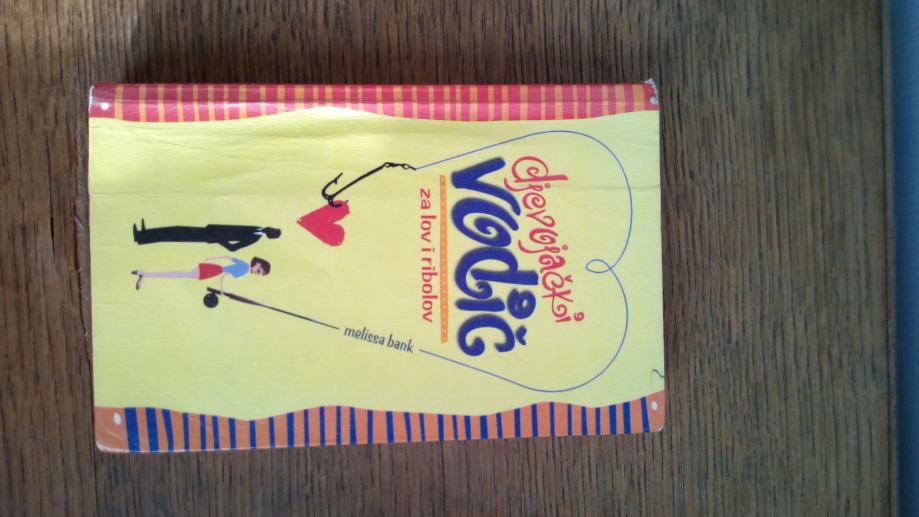 djevojački
vodič
za lov i ribolov
melissa bank